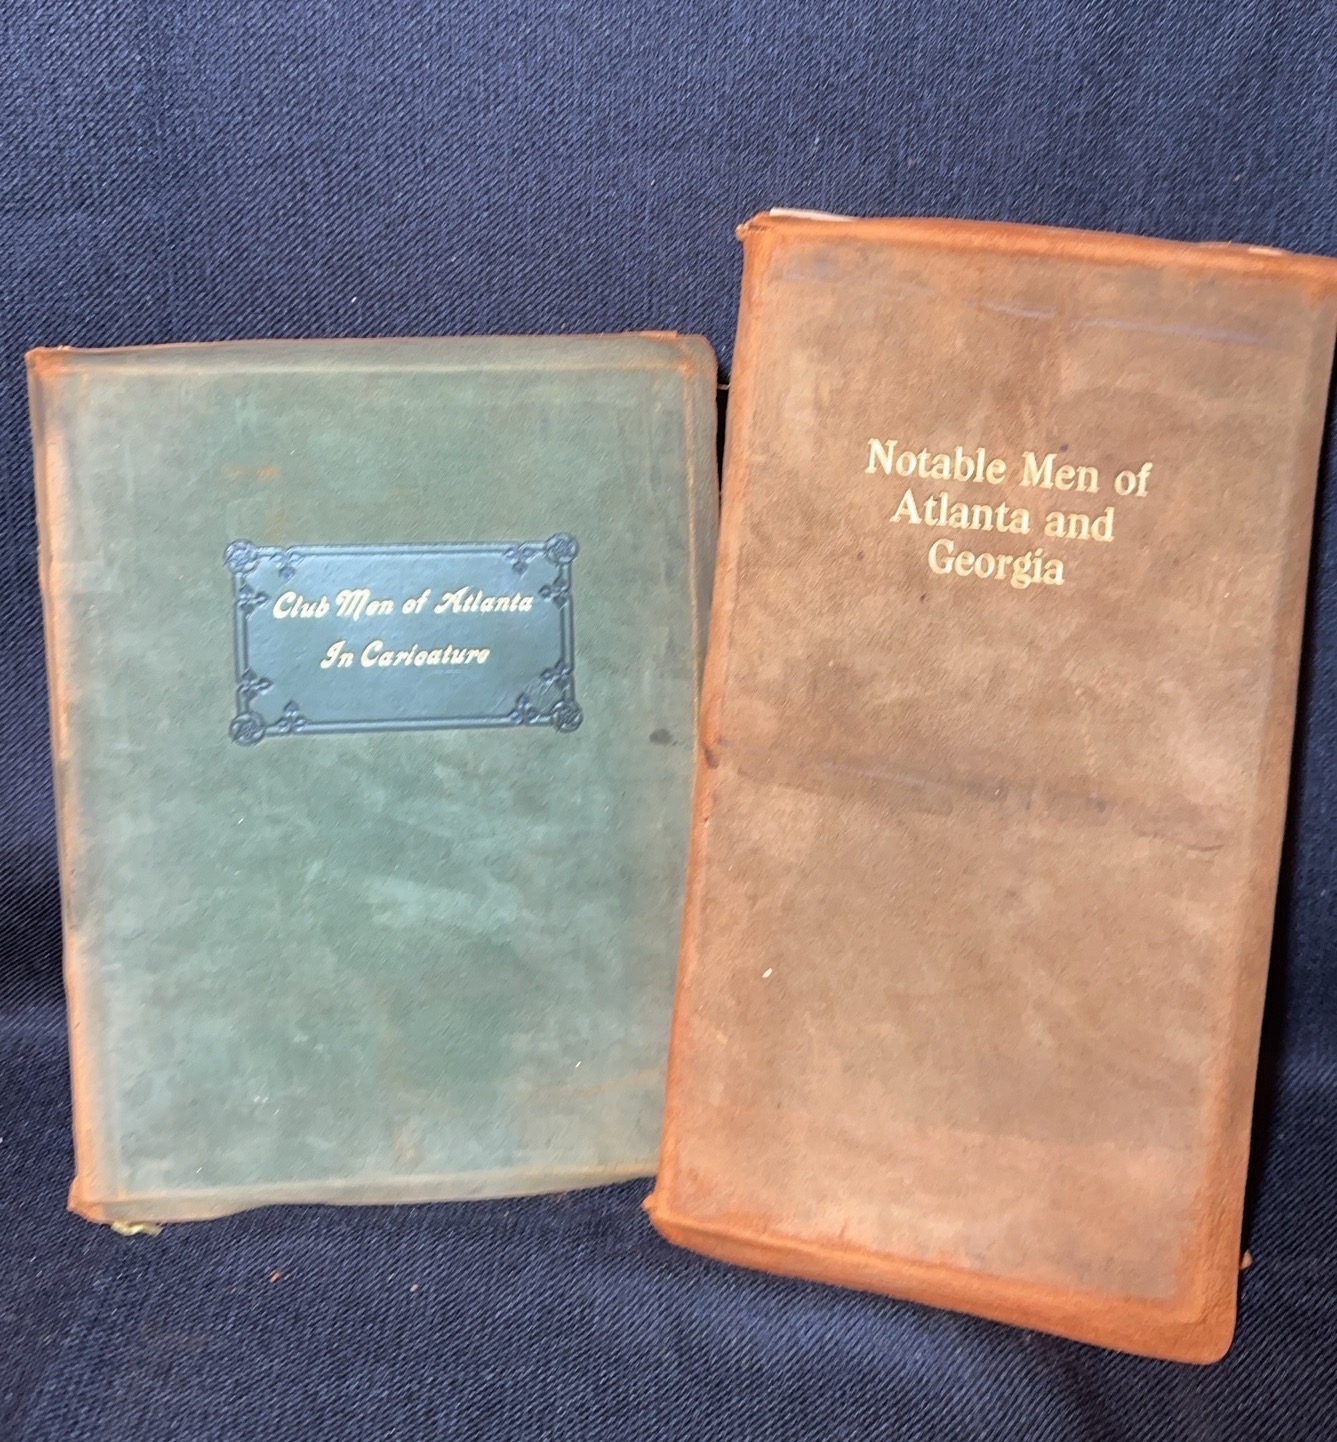 Club Men of Atlanta
In Caricature
Notable Men of
Atlanta and
Georgia